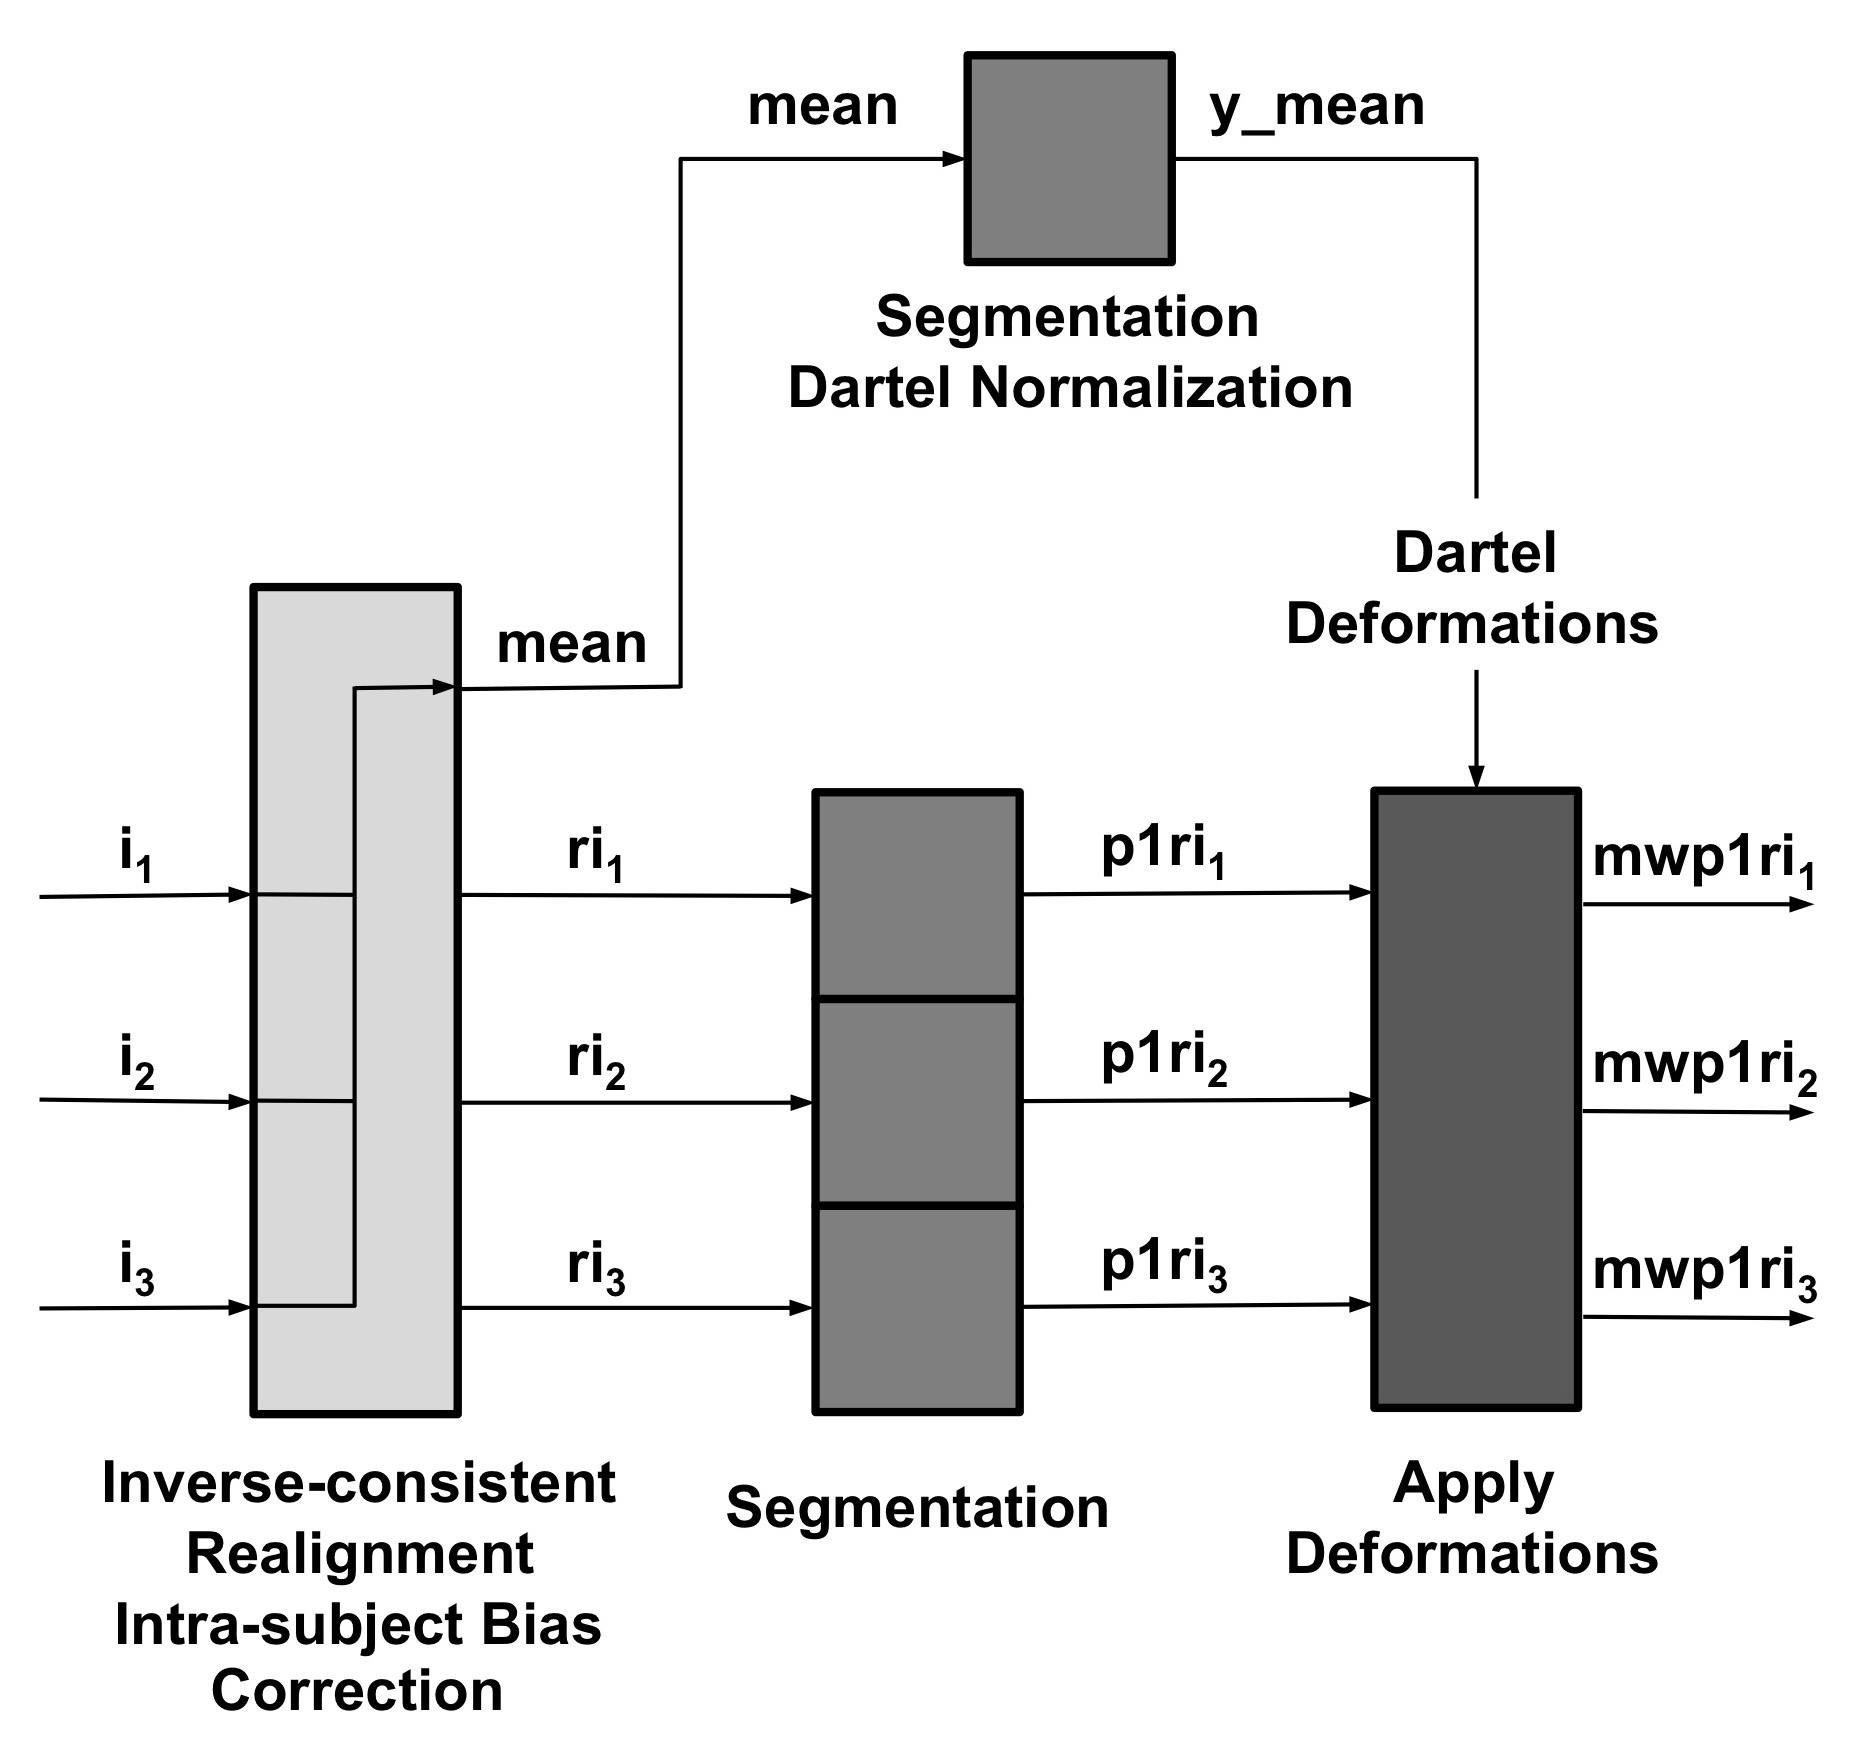 mean
y_mean
Segmentation
Dartel Normalization
Dartel
Deformations
mean
i₁
ri₁
p1ri₁
mwp1ri₁
i₂
ri₂
p1ri₂
mwp1ri₂
i₃
ri₃
p1ri₃
mwp1ri₃
Inverse-consistent
Realignment
Intra-subject Bias
Correction
Segmentation
Apply
Deformations